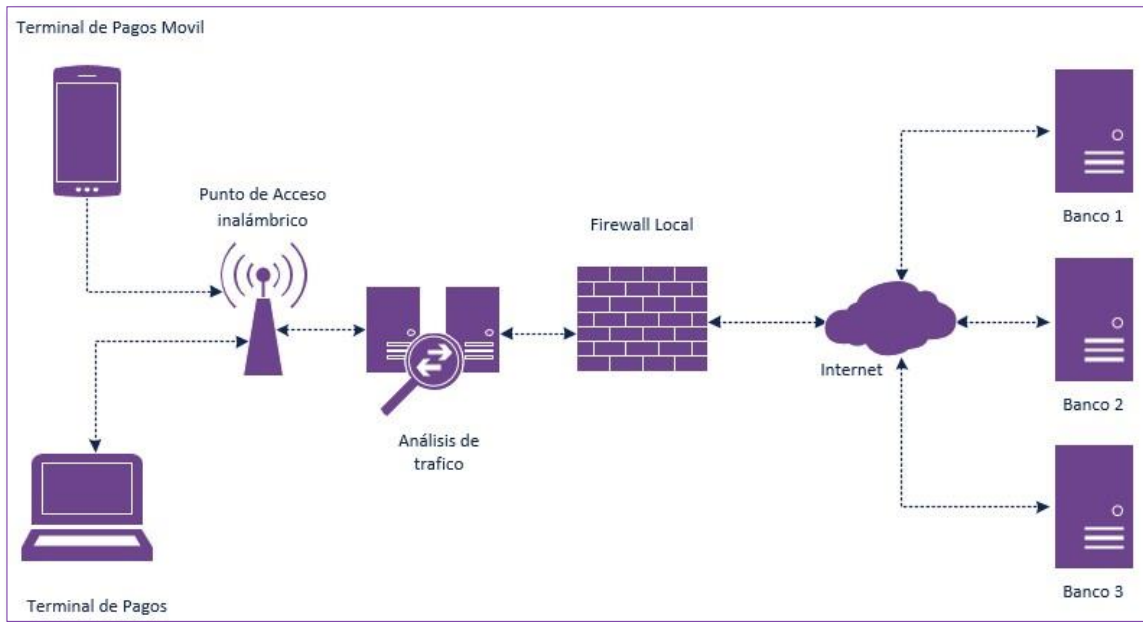 Terminal de Pagos Movil
Punto de Acceso
inalámbrico
Firewall Local
Banco 1
Internet
Banco 2
Análisis de
trafico
Banco 3
Terminal de Pagos